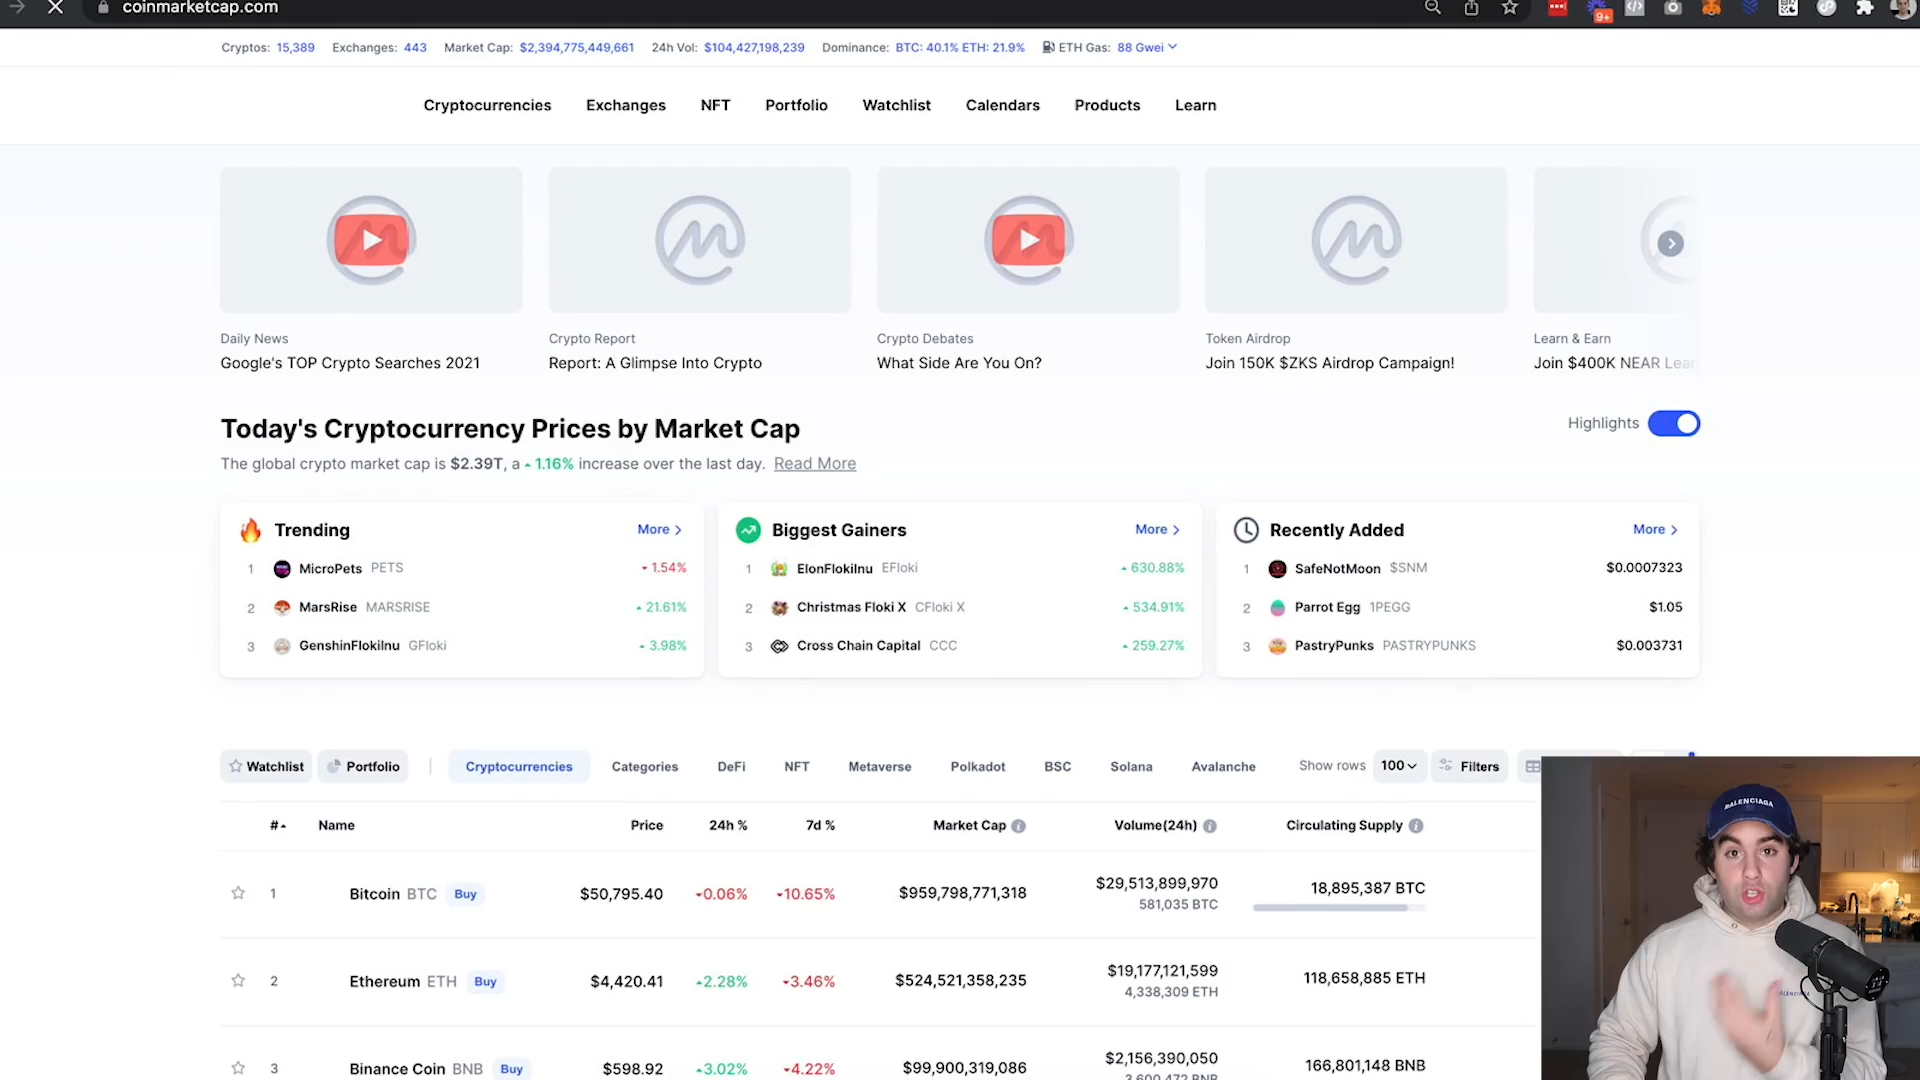 coinmarketcap.com
9+
Cryptos: 15,389 Exchanges: 443 Market Cap: $2,394,775,449,661 24h Vol: $104,427,198,239 Dominance: BTC: 40.1% ETH: 21.9% ETH Gas: 88 Gwei
Cryptocurrencies Exchanges NFT Portfolio Watchlist Calendars Products Learn
Daily News Crypto Report Crypto Debates Token Airdrop Learn & Earn
Google's TOP Crypto Searches 2021 Report: A Glimpse Into Crypto What Side Are You On? Join 150K $ZKS Airdrop Campaign! Join $400K NEAR Lear
Today's Cryptocurrency Prices by Market Cap Highlights
The global crypto market cap is $2.39T, a 1.16% increase over the last day. Read More
Trending More
1 MicroPets PETS 1.54%
2 MarsRise MARSRISE 21.61%
3 GenshinFlokiInu GFloki 3.98%
Biggest Gainers More
1 ElonFlokiInu EFloki 630.88%
2 Christmas Floki X CFloki X 534.91%
3 Cross Chain Capital CCC 259.27%
Recently Added More
1 SafeNotMoon $SNM $0.0007323
2 Parrot Egg 1PEGG $1.05
3 PastryPunks PASTRYPUNKS $0.003731
Watchlist Portfolio Cryptocurrencies Categories DeFi NFT Metaverse Polkadot BSC Solana Avalanche Show rows 100 Filters
# Name Price 24h % 7d % Market Cap Volume(24h) Circulating Supply
1 Bitcoin BTC Buy $50,795.40 0.06% 10.65% $959,798,771,318 $29,513,899,970 18,895,387 BTC
581,035 BTC
2 Ethereum ETH Buy $4,420.41 2.28% 3.46% $524,521,358,235 $19,177,121,599 118,658,885 ETH
4,338,309 ETH
3 Binance Coin BNB Buy $598.92 3.02% 4.22% $99,900,319,086 $2,156,390,050 166,801,148 BNB
3,600,472 BNB
BALENCIAGA